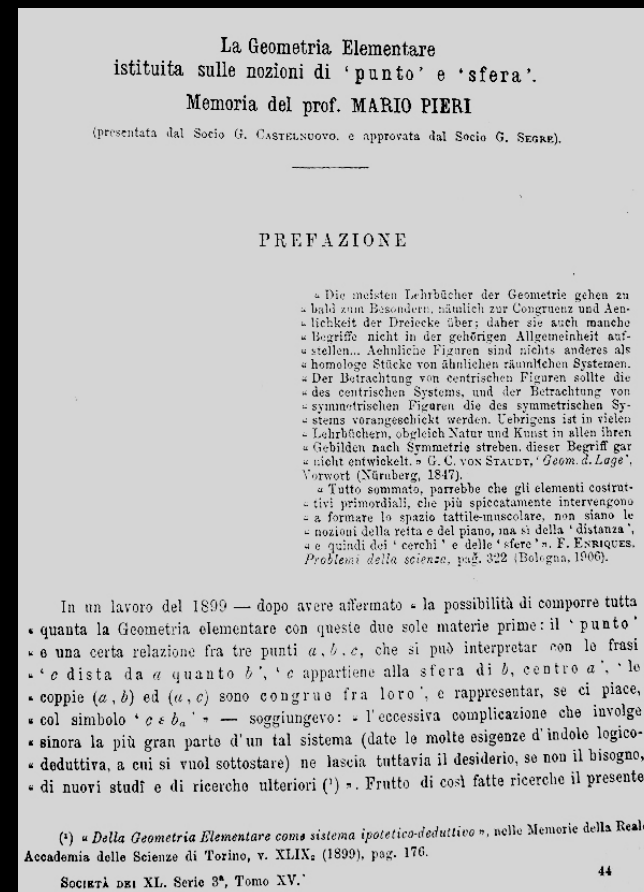 La Geometria Elementare
istituita sulle nozioni di ‘punto’ e ‘sfera’.
Memoria del prof. MARIO PIERI
(presentata dal Socio G. CASTELNUOVO. e approvata dal Socio G. SEGRE).
PREFAZIONE
« Die meisten Lehrbücher der Geometrie gehen zu
« bald zum Besondern, nämlich zur Congruenz und Aen-
« lichkeit der Dreiecke über; daher sie auch manche
« Begriffe nicht in der gehörigen Allgemeinheit auf-
« stellen... Aehnliche Figuren sind nichts anderes als
« homologe Stücke von ähnlichen räumlichen Systemen.
« Der Betrachtung von centrischen Figuren sollte die
« des centrischen Systems, und der Betrachtung von
« symmetrischen Figuren die des symmetrischen Sy-
« stems vorangeschickt werden. Uebrigens ist in vielen
« Lehrbüchern, obgleich Natur und Kunst in allen ihren
« Gebilden nach Symmetrie streben, dieser Begriff gar
« nicht entwickelt. » G. C. VON STAUDT, ‘Geom. d. Lage’,
Vorwort (Nürnberg, 1847).
« Tutto sommato, parrebbe che gli elementi costrut-
« tivi primordiali, che più spiccatamente intervengono
« a formare lo spazio tattile-muscolare, non siano le
« nozioni della retta e del piano, ma sì della ‘distanza’,
« e quindi dei ‘cerchi’ e delle ‘sfere’ ». F. ENRIQUES.
Problemi della scienza, pag. 322 (Bologna, 1906).
In un lavoro del 1899 — dopo avere affermato « la possibilità di comporre tutta
« quanta la Geometria elementare con queste due sole materie prime: il ‘punto’
« e una certa relazione fra tre punti a, b, c, che si può interpretar con le frasi
« ‘c dista da a quanto b’, ‘c appartiene alla sfera di b, centro a’, ‘le
« coppie (a, b) ed (a, c) sono congrue fra loro’, e rappresentar, se ci piace,
« col simbolo ‘c ε bₐ’ » — soggiungevo: « l'eccessiva complicazione che involge
« sinora la più gran parte d'un tal sistema (date le molte esigenze d'indole logico-
« deduttiva, a cui si vuol sottostare) ne lascia tuttavia il desiderio, se non il bisogno,
« di nuovi studî e di ricerche ulteriori (¹) ». Frutto di così fatte ricerche il presente
(¹) « Della Geometria Elementare come sistema ipotetico-deduttivo », nelle Memorie della Reale
Accademia delle Scienze di Torino, v. XLIX₂ (1899), pag. 176.
SOCIETÀ DEI XL. Serie 3ª, Tomo XV.
44